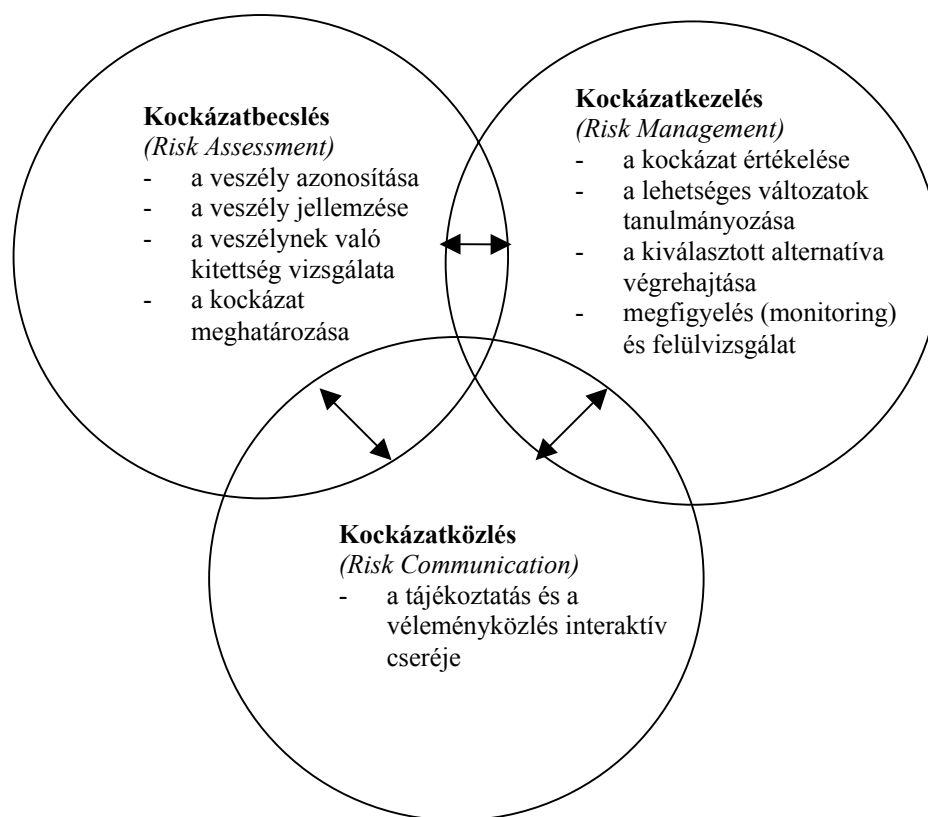 Kockázatbecslés
(Risk Assessment)
- a veszély azonosítása
- a veszély jellemzése
- a veszélynek való
kitettség vizsgálata
- a kockázat
meghatározása
Kockázatkezelés
(Risk Management)
- a kockázat értékelése
- a lehetséges változatok
tanulmányozása
- a kiválasztott alternatíva
végrehajtása
- megfigyelés (monitoring)
és felülvizsgálat
Kockázatközlés
(Risk Communication)
- a tájékoztatás és a
véleményközlés interaktív
cseréje